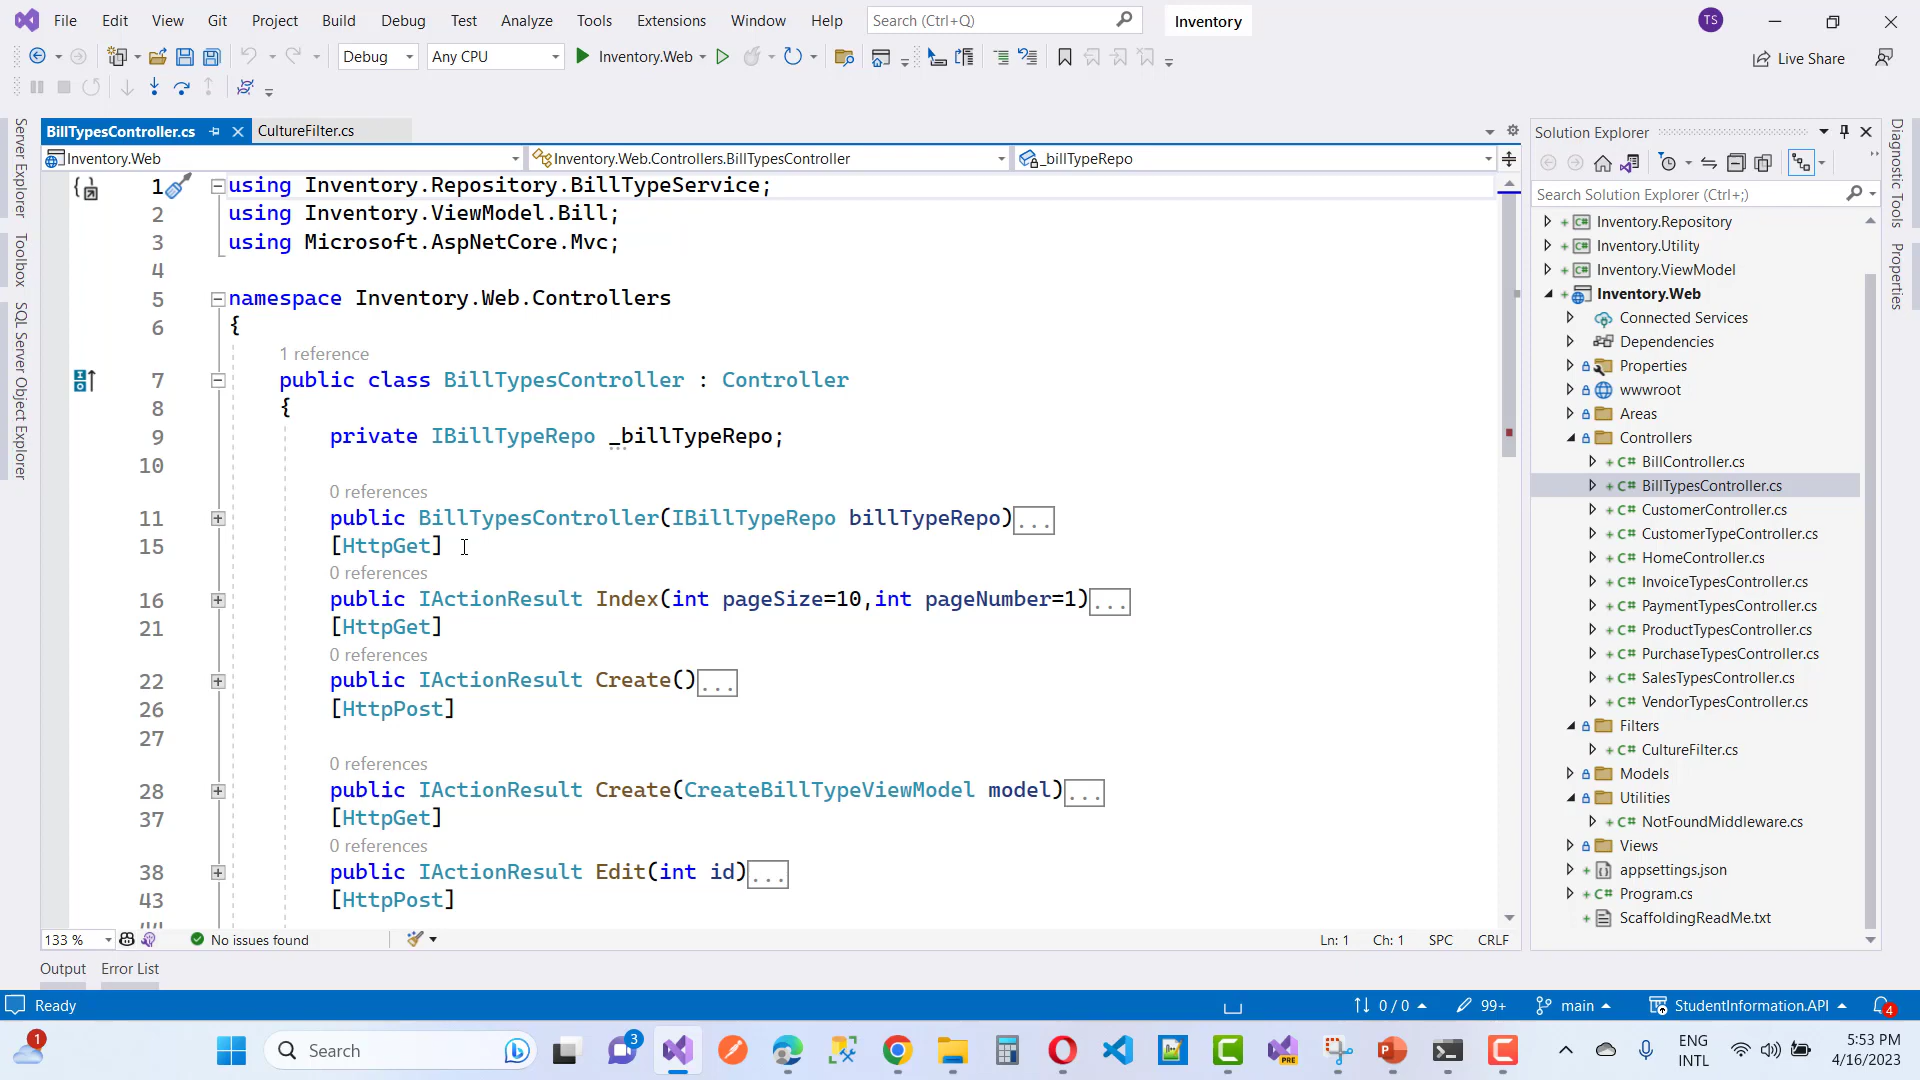 File Edit View Git Project Build Debug Test Analyze Tools Extensions Window Help Search (Ctrl+Q) Inventory TS
Debug Any CPU Inventory.Web Live Share
BillTypesController.cs CultureFilter.cs
Inventory.Web Inventory.Web.Controllers.BillTypesController _billTypeRepo
1 using Inventory.Repository.BillTypeService;
2 using Inventory.ViewModel.Bill;
3 using Microsoft.AspNetCore.Mvc;
4
5 namespace Inventory.Web.Controllers
6 {
1 reference
7 public class BillTypesController : Controller
8 {
9 private IBillTypeRepo _billTypeRepo;
10
0 references
11 public BillTypesController(IBillTypeRepo billTypeRepo)...
15 [HttpGet]
0 references
16 public IActionResult Index(int pageSize=10,int pageNumber=1)...
21 [HttpGet]
0 references
22 public IActionResult Create()...
26 [HttpPost]
27
0 references
28 public IActionResult Create(CreateBillTypeViewModel model)...
37 [HttpGet]
0 references
38 public IActionResult Edit(int id)...
43 [HttpPost]
133 % No issues found Ln: 1 Ch: 1 SPC CRLF
Output Error List
Server Explorer
Toolbox
SQL Server Object Explorer
Solution Explorer
Search Solution Explorer (Ctrl+;)
Inventory.Repository
Inventory.Utility
Inventory.ViewModel
Inventory.Web
Connected Services
Dependencies
Properties
wwwroot
Areas
Controllers
C# BillController.cs
C# BillTypesController.cs
C# CustomerController.cs
C# CustomerTypeController.cs
C# HomeController.cs
C# InvoiceTypesController.cs
C# PaymentTypesController.cs
C# ProductTypesController.cs
C# PurchaseTypesController.cs
C# SalesTypesController.cs
C# VendorTypesController.cs
Filters
C# CultureFilter.cs
Models
Utilities
C# NotFoundMiddleware.cs
Views
appsettings.json
C# Program.cs
ScaffoldingReadMe.txt
Diagnostic Tools
Properties
Ready 0 / 0 99+ main StudentInformation.API 4
1 Search 3 PRE ENG INTL 5:53 PM 4/16/2023